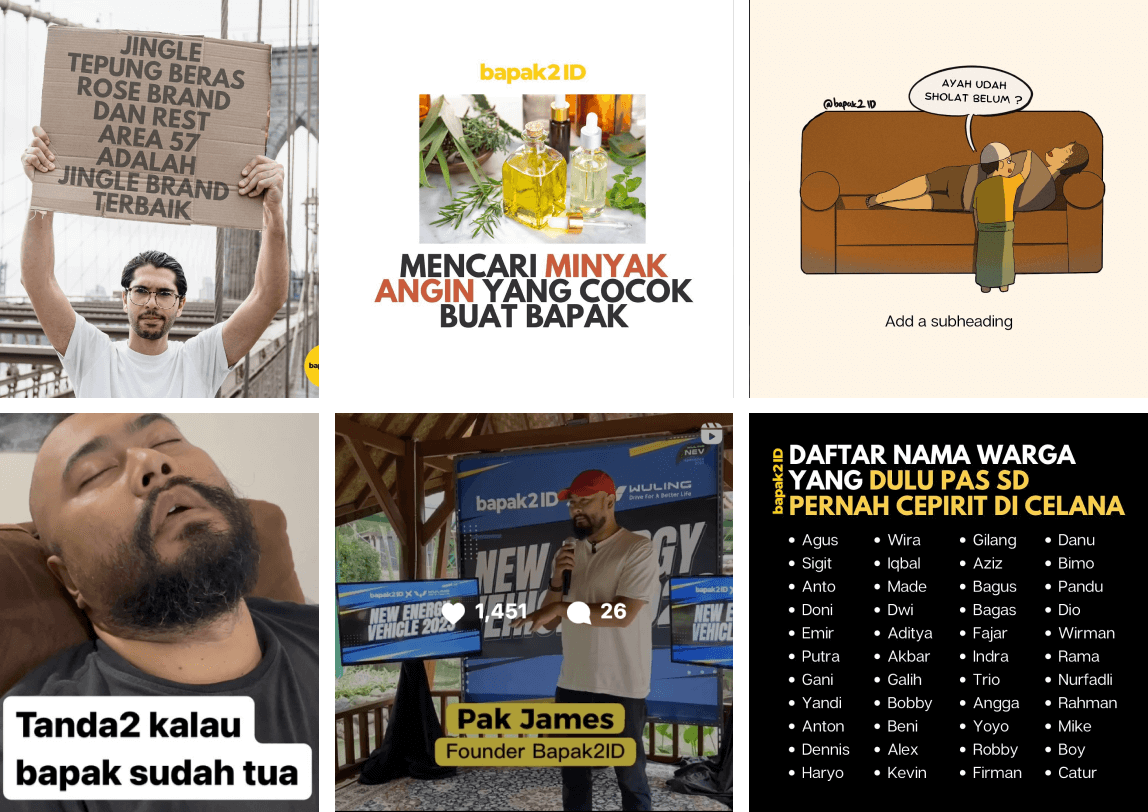 JINGLE
TEPUNG BERAS
ROSE BRAND
DAN REST
AREA 57
ADALAH
JINGLE BRAND
TERBAIK
bapak2ID
MENCARI MINYAK
ANGIN YANG COCOK
BUAT BAPAK
@bapak2ID
AYAH UDAH
SHOLAT BELUM ?
Add a subheading
Tanda2 kalau
bapak sudah tua
bapak2ID
WULING
Drive For A Better Life
NEV
NEW ENERGY
bapak2ID X WULING
NEW ENERGY
VEHICLE 2023
1,451
26
Pak James
Founder Bapak2ID
bapak2ID
DAFTAR NAMA WARGA
YANG DULU PAS SD
PERNAH CEPIRIT DI CELANA
• Agus
• Sigit
• Anto
• Doni
• Emir
• Putra
• Gani
• Yandi
• Anton
• Dennis
• Haryo
• Wira
• Iqbal
• Made
• Dwi
• Aditya
• Akbar
• Galih
• Bobby
• Beni
• Alex
• Kevin
• Gilang
• Aziz
• Bagus
• Bagas
• Fajar
• Indra
• Trio
• Angga
• Yoyo
• Robby
• Firman
• Danu
• Bimo
• Pandu
• Dio
• Wirman
• Rama
• Nurfadli
• Rahman
• Mike
• Boy
• Catur